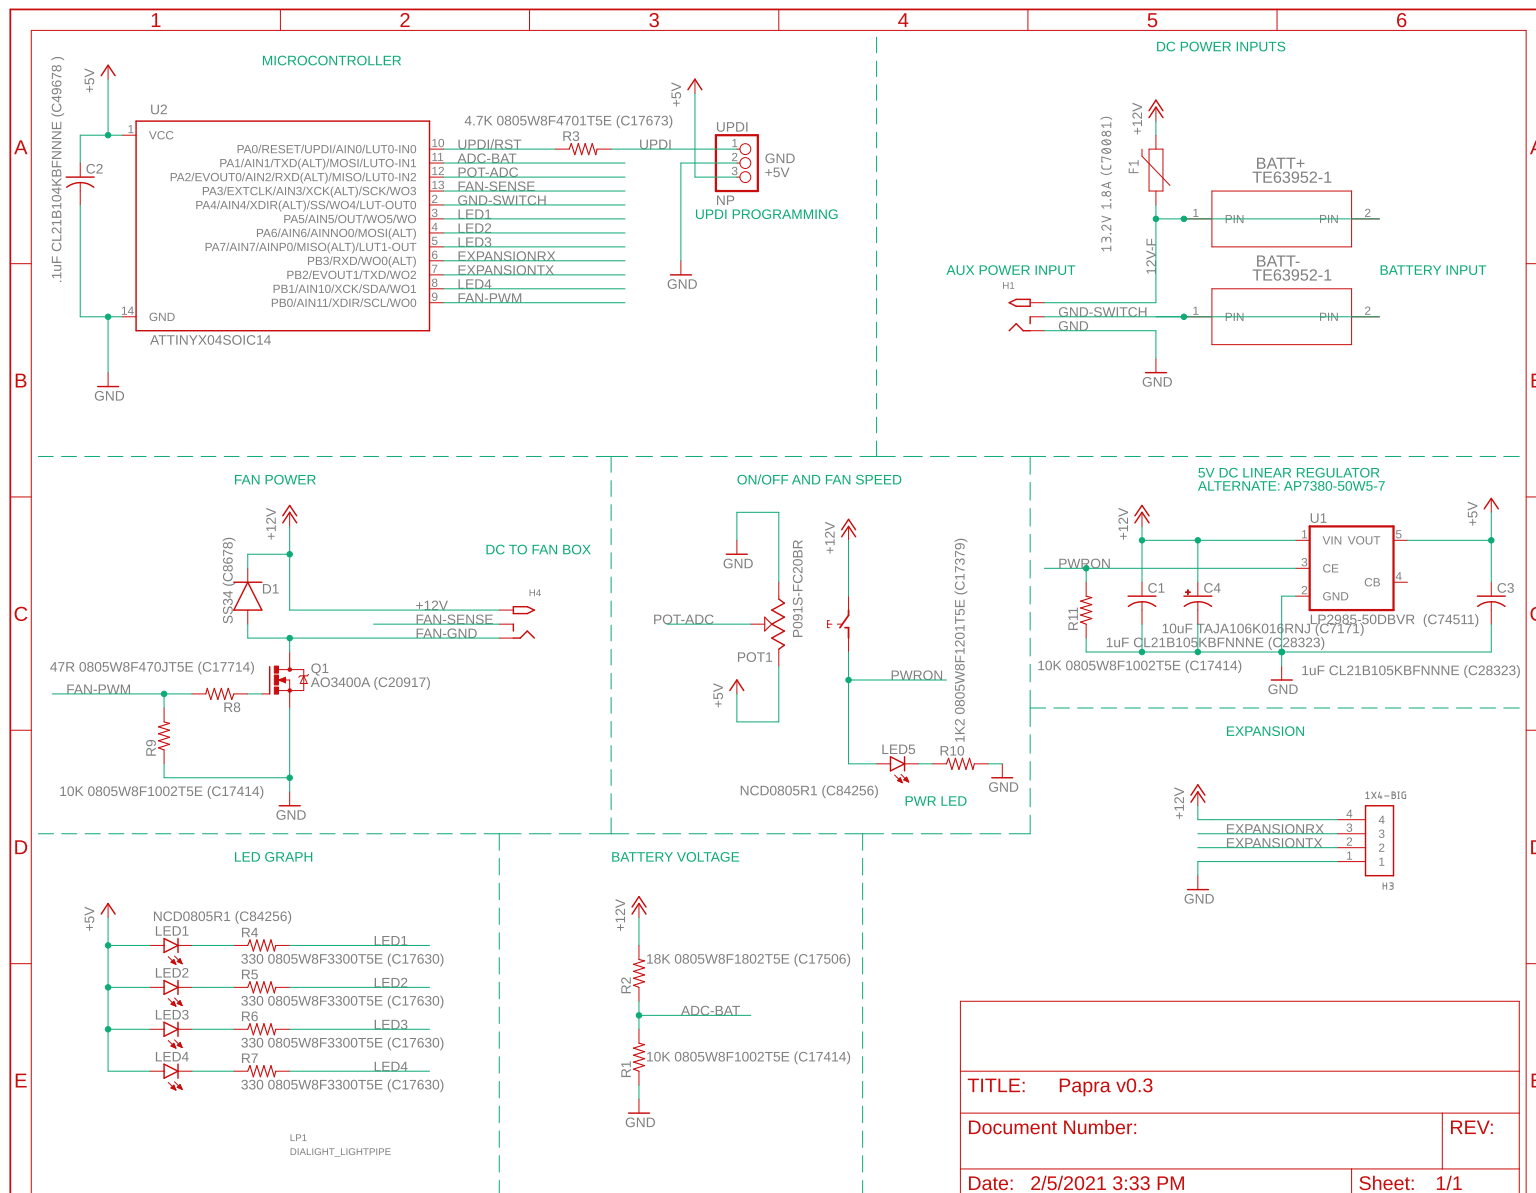 1 2 3 4 5 6
A
B
C
D
E
MICROCONTROLLER
+5V
.1uF CL21B104KBFNNNE (C49678 )
C2
U2
1
VCC
14
GND
GND
PA0/RESET/UPDI/AIN0/LUT0-IN0
PA1/AIN1/TXD(ALT)/MOSI/LUTO-IN1
PA2/EVOUT0/AIN2/RXD(ALT)/MISO/LUT0-IN2
PA3/EXTCLK/AIN3/XCK(ALT)/SCK/WO3
PA4/AIN4/XDIR(ALT)/SS/WO4/LUT-OUT0
PA5/AIN5/OUT/WO5/WO
PA6/AIN6/AINNO0/MOSI(ALT)
PA7/AIN7/AINP0/MISO(ALT)/LUT1-OUT
PB3/RXD/WO0(ALT)
PB2/EVOUT1/TXD/WO2
PB1/AIN10/XCK/SDA/WO1
PB0/AIN11/XDIR/SCL/WO0
10 UPDI/RST
11 ADC-BAT
12 POT-ADC
13 FAN-SENSE
2 GND-SWITCH
3 LED1
4 LED2
5 LED3
6 EXPANSIONRX
7 EXPANSIONTX
8 LED4
9 FAN-PWM
ATTINYX04SOIC14
4.7K 0805W8F4701T5E (C17673)
R3
UPDI
+5V
UPDI
1
2
3
GND
+5V
NP
UPDI PROGRAMMING
GND
DC POWER INPUTS
+12V
13.2V 1.8A (C70081)
F1
12V-F
BATT+
TE63952-1
1 PIN PIN 2
BATT-
TE63952-1
1 PIN PIN 2
AUX POWER INPUT
BATTERY INPUT
H1
GND-SWITCH
GND
GND
FAN POWER
+12V
SS34 (C8678)
D1
DC TO FAN BOX
H4
+12V
FAN-SENSE
FAN-GND
47R 0805W8F470JT5E (C17714)
FAN-PWM
R8
Q1
AO3400A (C20917)
R9
10K 0805W8F1002T5E (C17414)
GND
ON/OFF AND FAN SPEED
GND
POT-ADC
P091S-FC20BR
POT1
+5V
+12V
PWRON
1K2 0805W8F1201T5E (C17379)
LED5
R10
NCD0805R1 (C84256)
GND
PWR LED
5V DC LINEAR REGULATOR
ALTERNATE: AP7380-50W5-7
+12V
+5V
U1
1 VIN VOUT 5
3 CE
CB 4
2 GND
PWRON
R11
C1
C4
C3
LP2985-50DBVR (C74511)
10uF TAJA106K016RNJ (C7171)
1uF CL21B105KBFNNNE (C28323)
10K 0805W8F1002T5E (C17414)
1uF CL21B105KBFNNNE (C28323)
GND
EXPANSION
+12V
1X4-BIG
EXPANSIONRX
EXPANSIONTX
4 4
3 3
2 2
1 1
H3
GND
LED GRAPH
+5V
NCD0805R1 (C84256)
LED1 R4 LED1
330 0805W8F3300T5E (C17630)
LED2 R5 LED2
330 0805W8F3300T5E (C17630)
LED3 R6 LED3
330 0805W8F3300T5E (C17630)
LED4 R7 LED4
330 0805W8F3300T5E (C17630)
LP1
DIALIGHT_LIGHTPIPE
BATTERY VOLTAGE
+12V
18K 0805W8F1802T5E (C17506)
R2
ADC-BAT
10K 0805W8F1002T5E (C17414)
R1
GND
TITLE: Papra v0.3
Document Number:
REV:
Date: 2/5/2021 3:33 PM
Sheet: 1/1